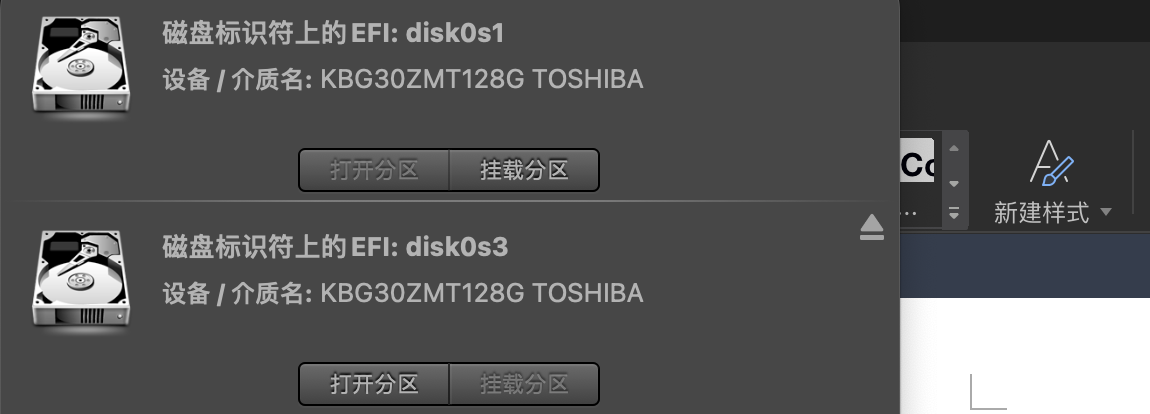 磁盘标识符上的EFI: disk0s1
设备 / 介质名: KBG30ZMT128G TOSHIBA
打开分区 挂载分区
磁盘标识符上的EFI: disk0s3
设备 / 介质名: KBG30ZMT128G TOSHIBA
打开分区 挂载分区
...
新建样式